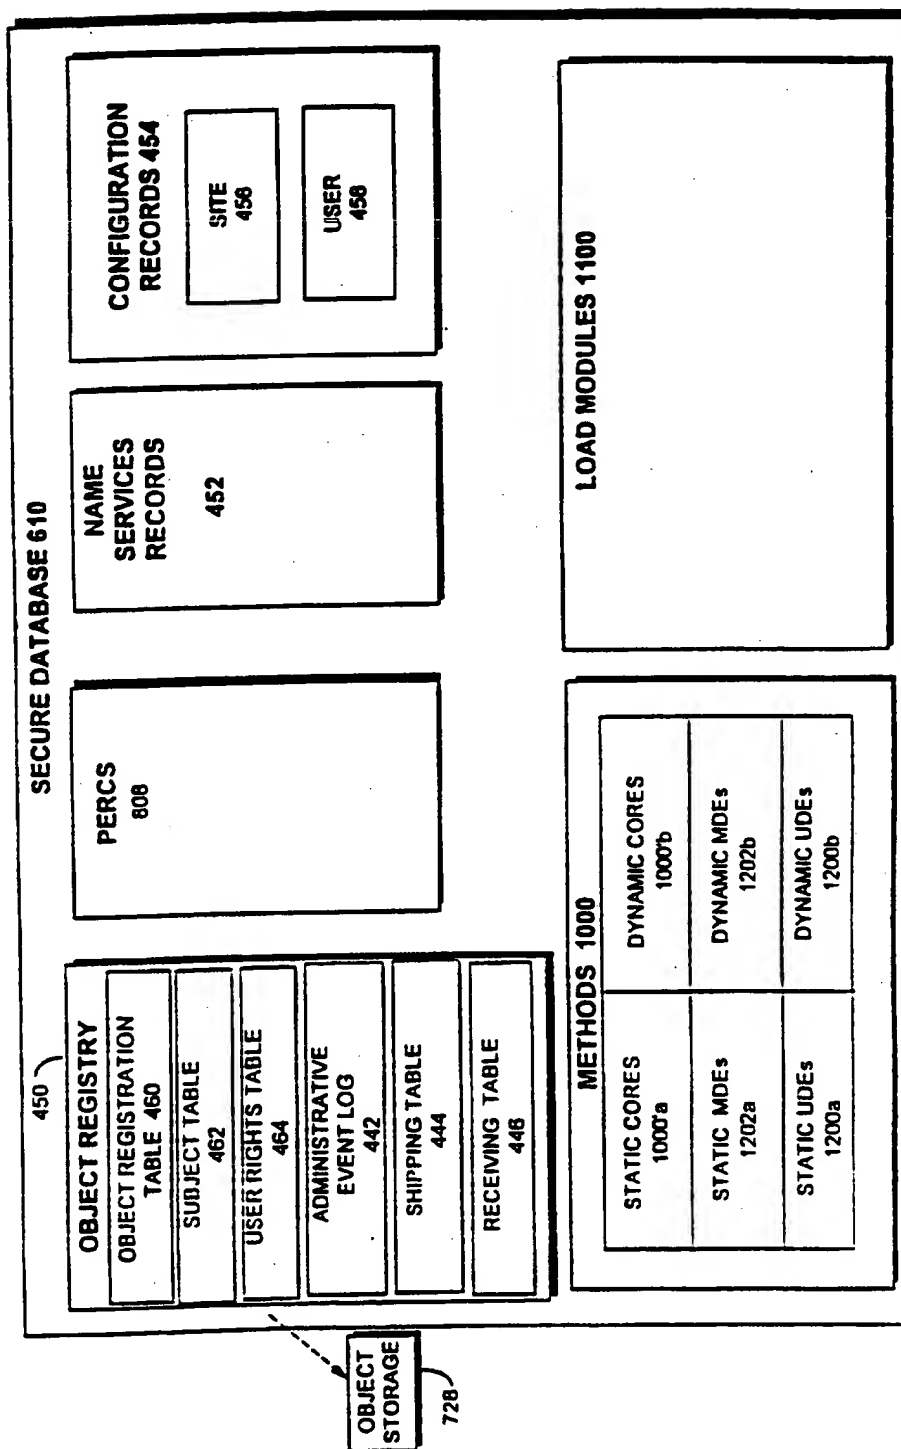 SECURE DATABASE 610
450
OBJECT REGISTRY
OBJECT REGISTRATION
TABLE 460
SUBJECT TABLE
462
USER RIGHTS TABLE
464
ADMINISTRATIVE
EVENT LOG
442
SHIPPING TABLE
444
RECEIVING TABLE
446
PERCS
808
NAME
SERVICES
RECORDS
452
CONFIGURATION
RECORDS 454
SITE
456
USER
458
OBJECT
STORAGE
728
METHODS 1000
STATIC CORES
1000'a
DYNAMIC CORES
1000'b
STATIC MDEs
1202a
DYNAMIC MDEs
1202b
STATIC UDEs
1200a
DYNAMIC UDEs
1200b
LOAD MODULES 1100